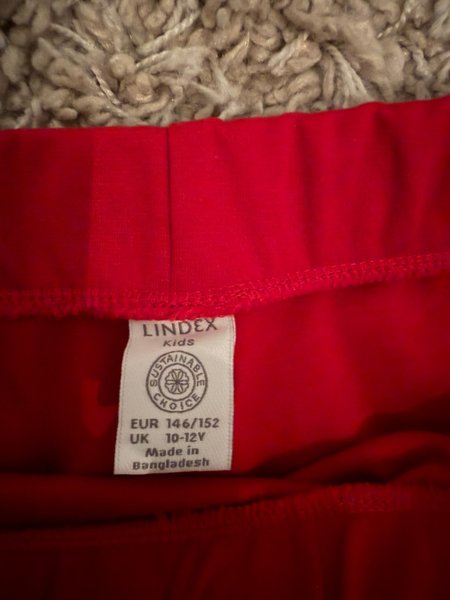 LINDEX
Kids
SUSTAINABLE
CHOICE
EUR 146/152
UK 10-12Y
Made in
Bangladesh